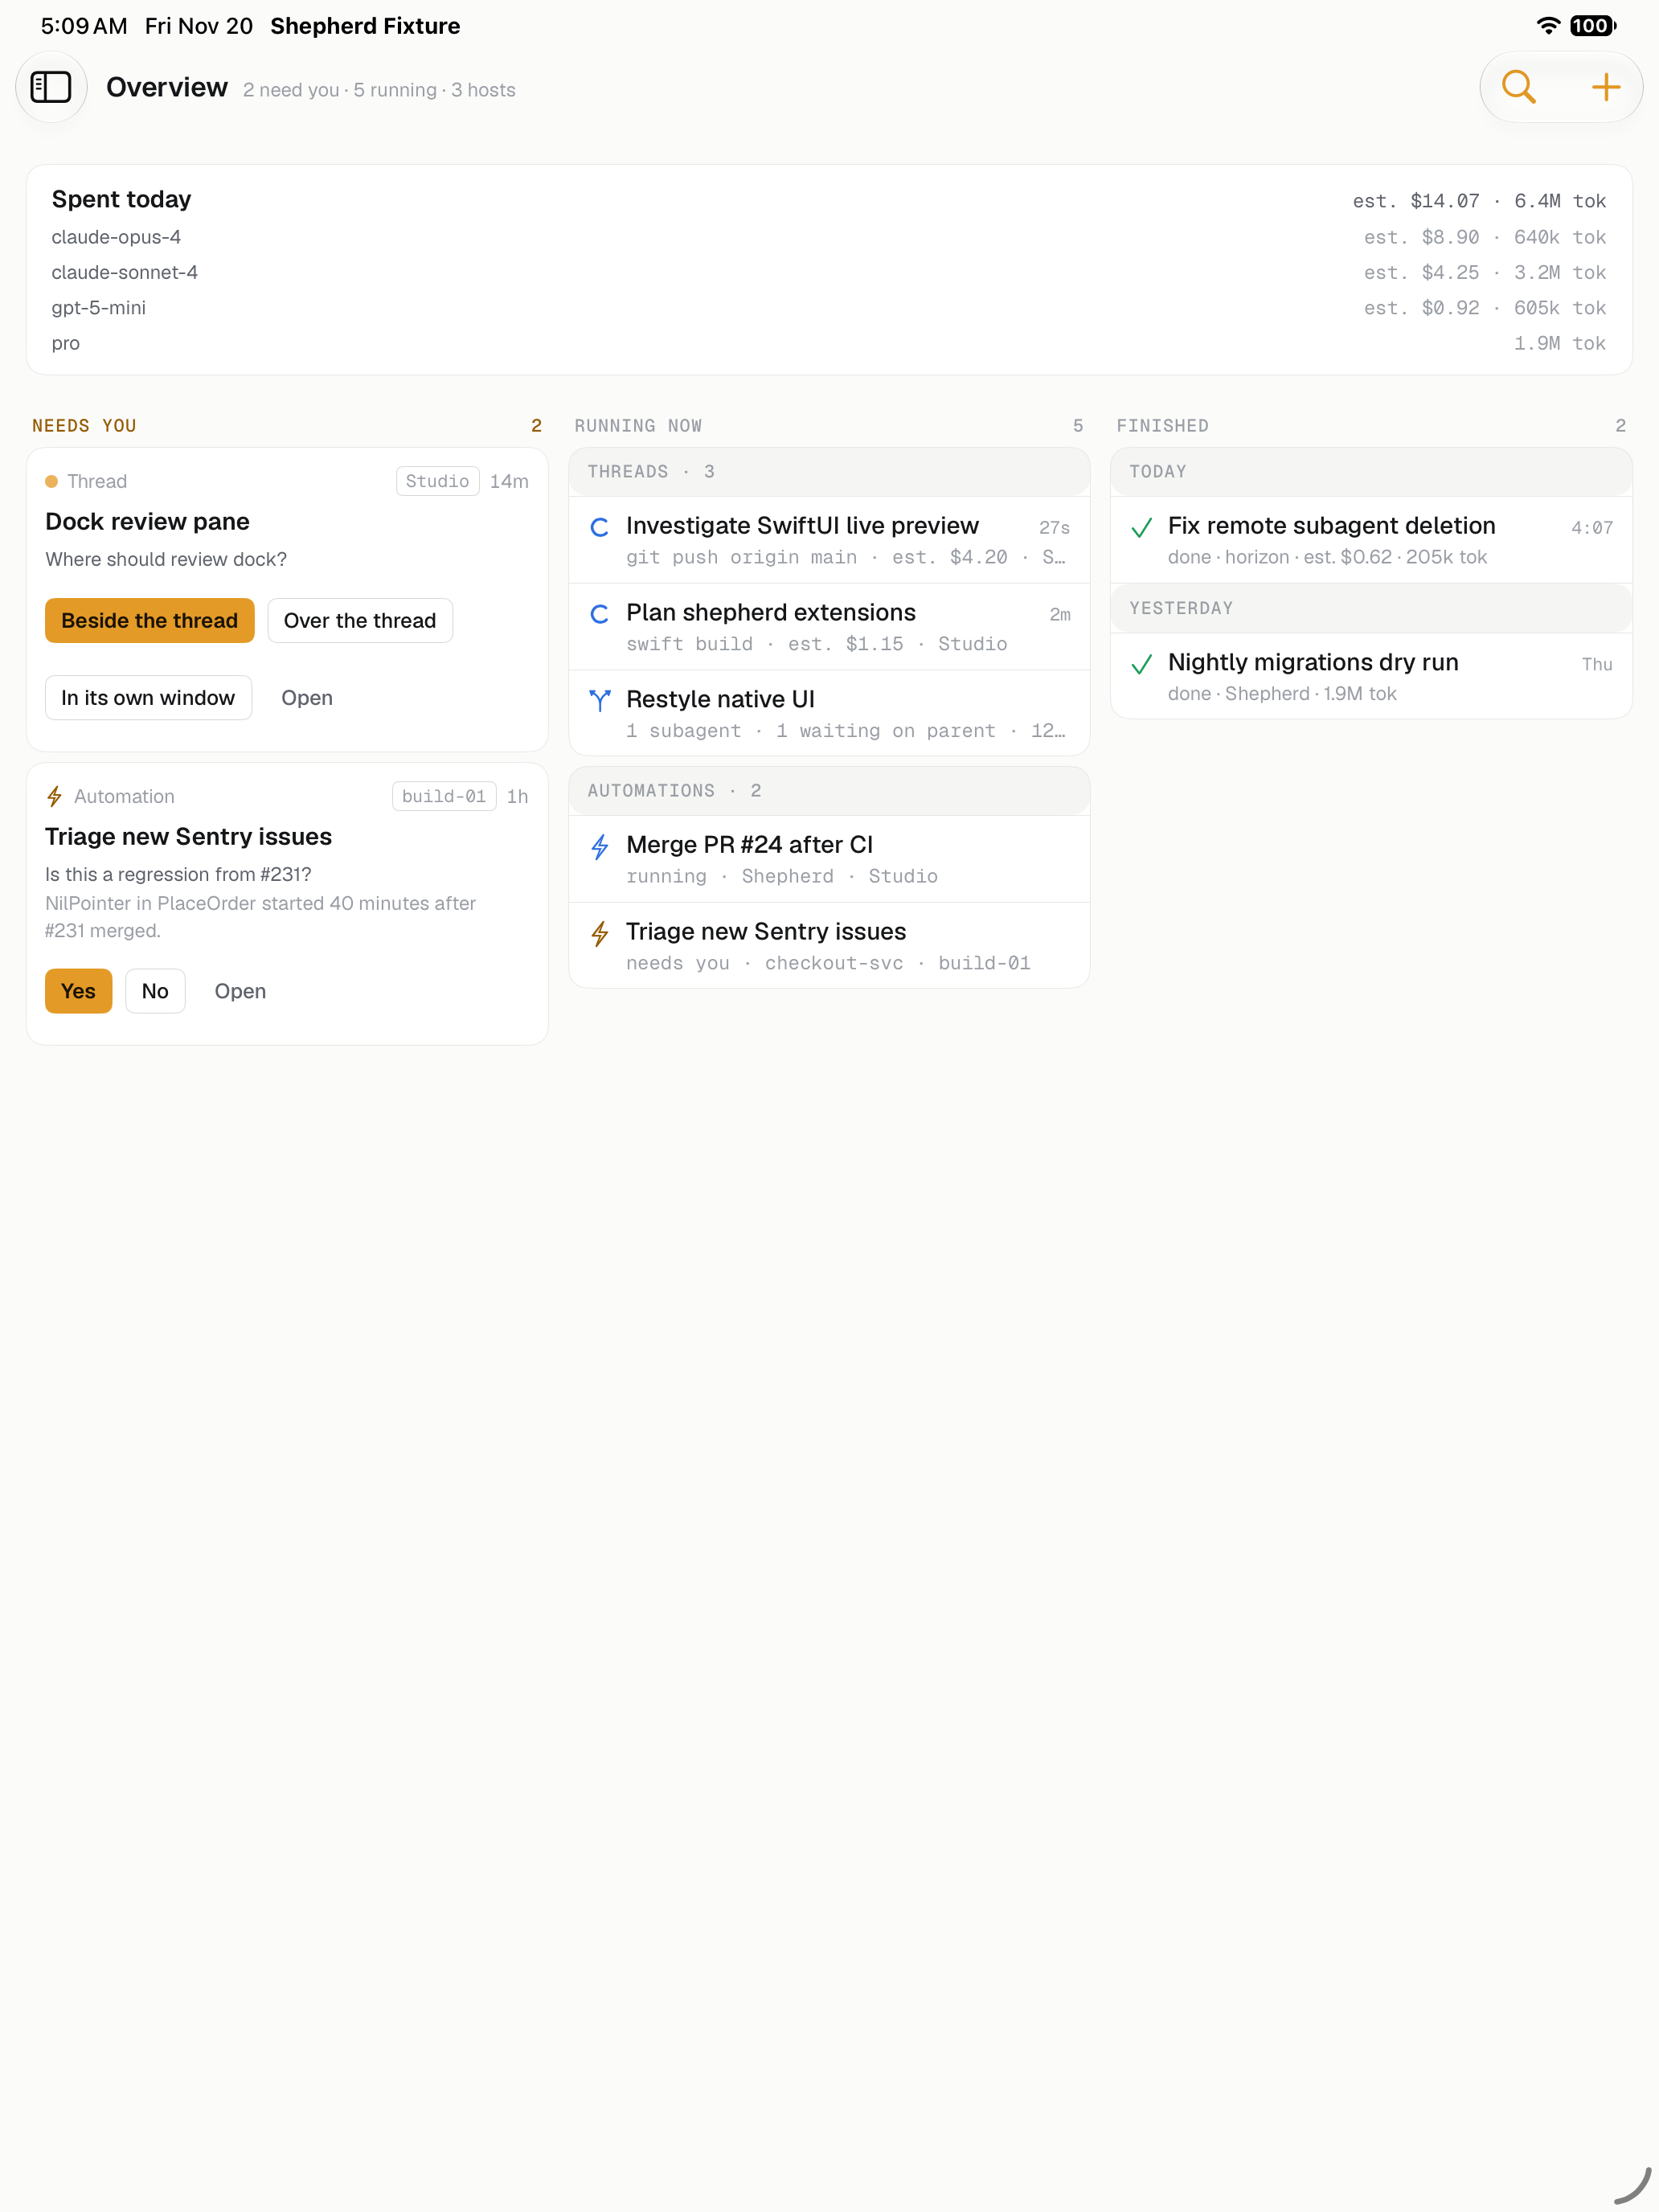 5:09 AM Fri Nov 20 Shepherd Fixture
100
Overview 2 need you · 5 running · 3 hosts
Spent today est. $14.07 · 6.4M tok
claude-opus-4 est. $8.90 · 640k tok
claude-sonnet-4 est. $4.25 · 3.2M tok
gpt-5-mini est. $0.92 · 605k tok
pro 1.9M tok
NEEDS YOU 2
Thread Studio 14m
Dock review pane
Where should review dock?
Beside the thread Over the thread
In its own window Open
Automation build-01 1h
Triage new Sentry issues
Is this a regression from #231?
NilPointer in PlaceOrder started 40 minutes after
#231 merged.
Yes No Open
RUNNING NOW 5
THREADS · 3
Investigate SwiftUI live preview 27s
git push origin main · est. $4.20 · S…
Plan shepherd extensions 2m
swift build · est. $1.15 · Studio
Restyle native UI
1 subagent · 1 waiting on parent · 12…
AUTOMATIONS · 2
Merge PR #24 after CI
running · Shepherd · Studio
Triage new Sentry issues
needs you · checkout-svc · build-01
FINISHED 2
TODAY
Fix remote subagent deletion 4:07
done · horizon · est. $0.62 · 205k tok
YESTERDAY
Nightly migrations dry run Thu
done · Shepherd · 1.9M tok